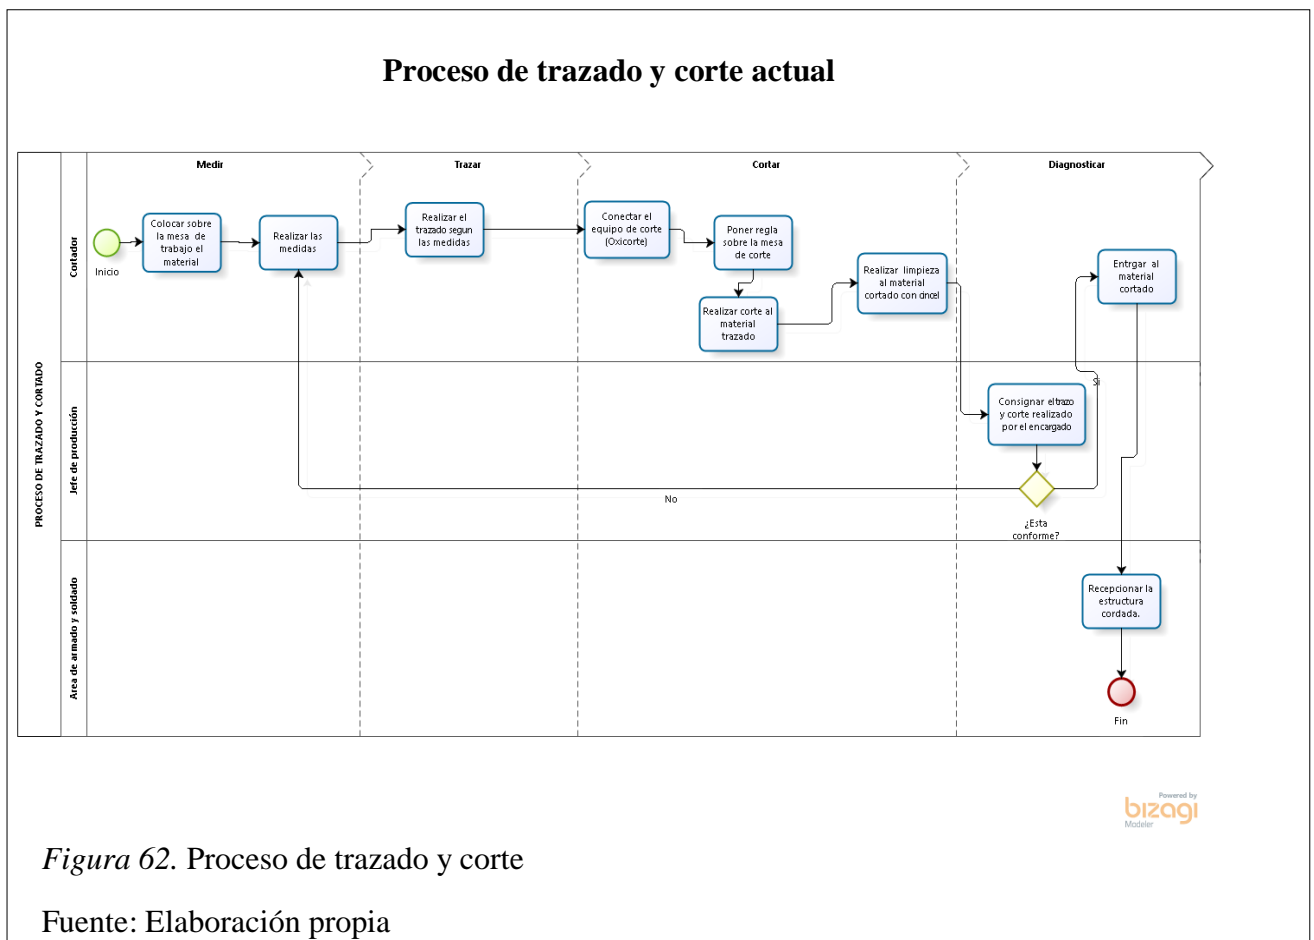 Proceso de trazado y corte actual
PROCESO DE TRAZADO Y CORTADO
Medir
Trazar
Cortar
Diagnosticar
Cortador
Inicio
Colocar sobre
la mesa de
trabajo el
material
Realizar las
medidas
Realizar el
trazado segun
las medidas
Conectar el
equipo de corte
(Oxicorte)
Poner regla
sobre la mesa
de corte
Realizar corte al
material
trazado
Realizar limpieza
al material
cortado con cincel
Entrgar al
material
cortado
Jefe de producción
Consignar el trazo
y corte realizado
por el encargado
Si
No
¿Esta
conforme?
Area de armado y soldado
Recepcionar la
estructura
cordada.
Fin
Powered by
bizagi
Modeler
Figura 62. Proceso de trazado y corte
Fuente: Elaboración propia